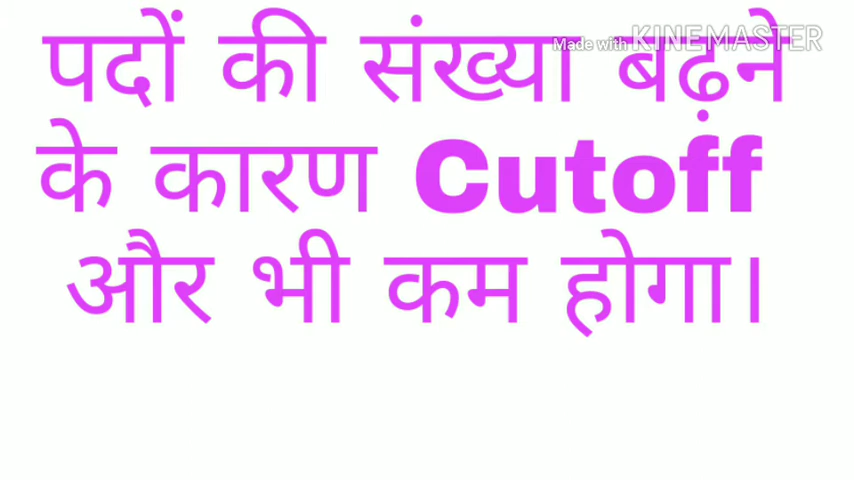 Made with KINEMASTER
पदों की संख्या बढ़ने
के कारण Cutoff
और भी कम होगा।